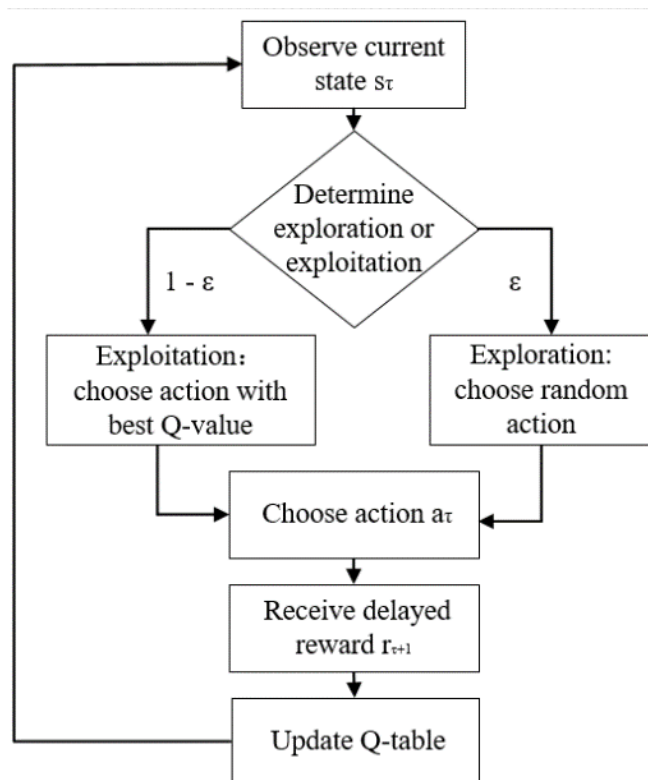 Observe current
state sτ
Determine
exploration or
exploitation
1 - ε
ε
Exploitation：
choose action with
best Q-value
Exploration:
choose random
action
Choose action aτ
Receive delayed
reward rτ+1
Update Q-table